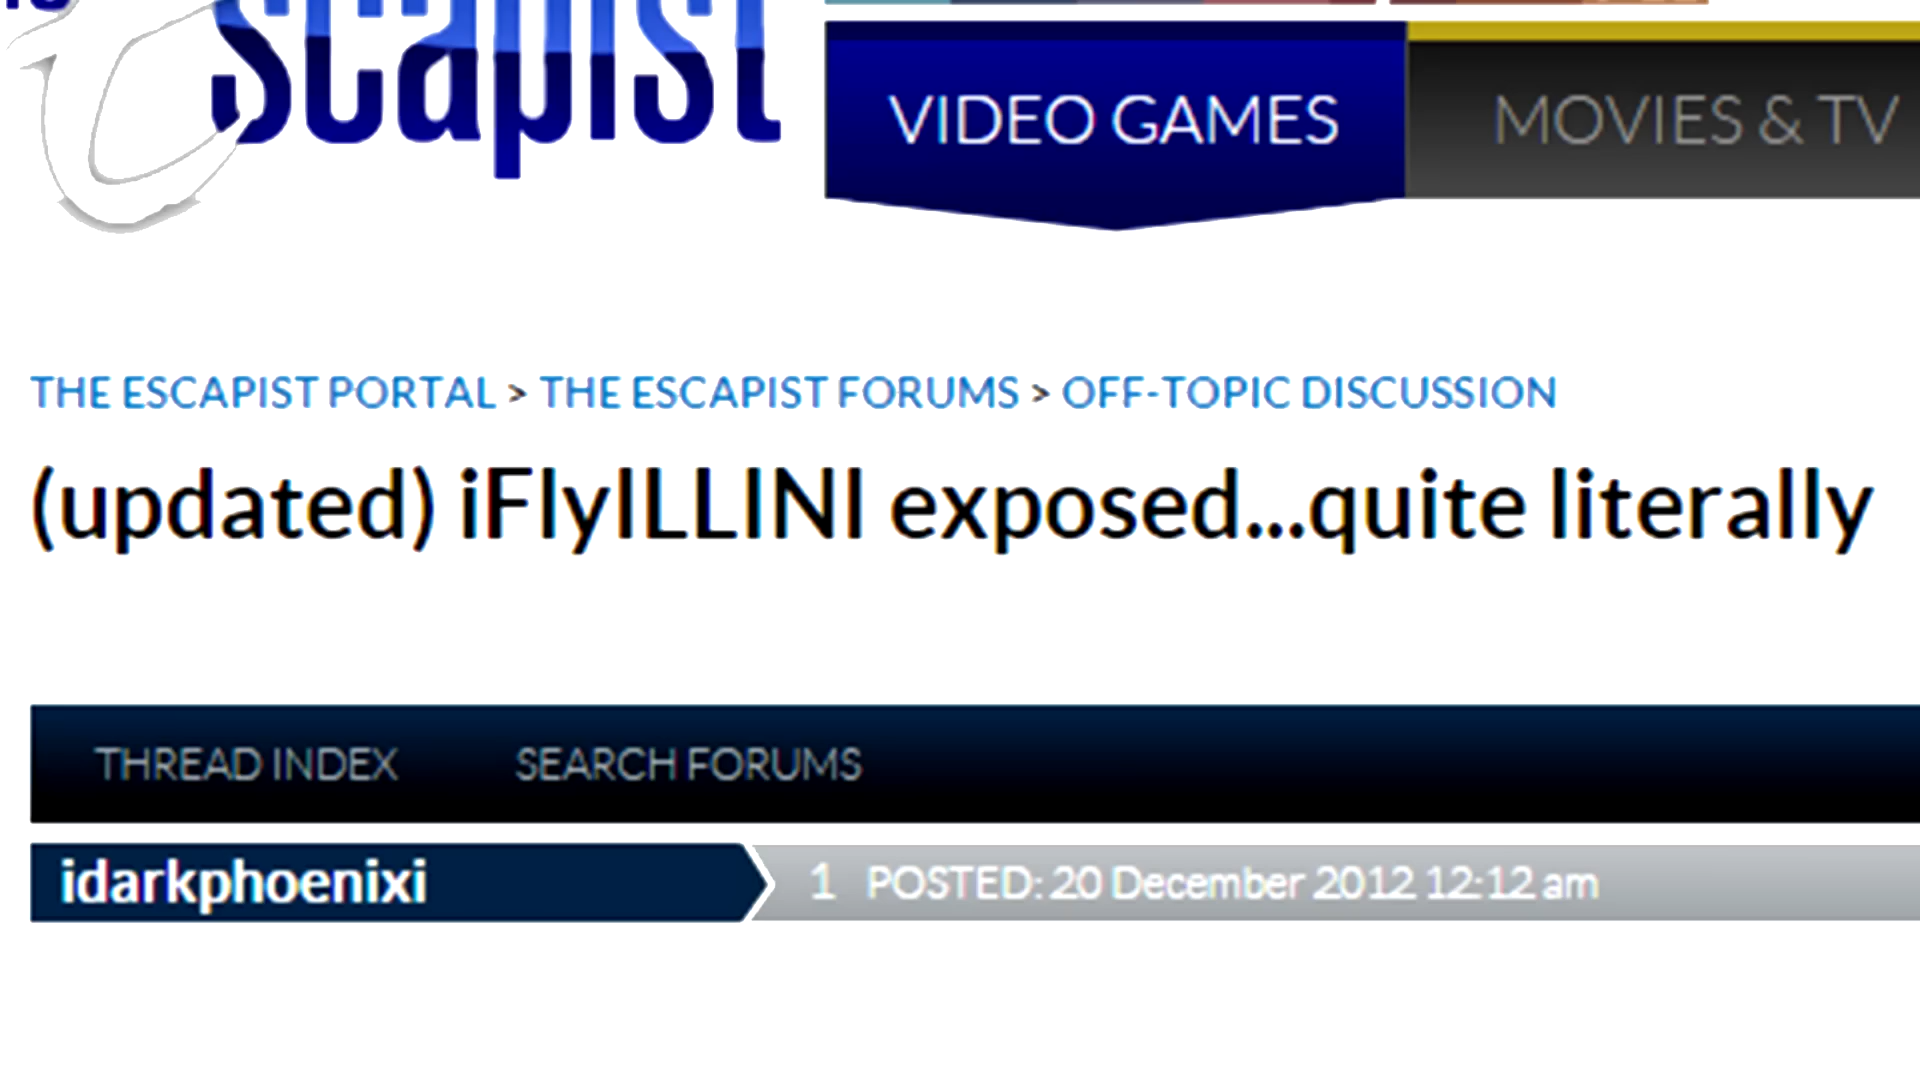 Escapist
VIDEO GAMES
MOVIES & TV
THE ESCAPIST PORTAL > THE ESCAPIST FORUMS > OFF-TOPIC DISCUSSION
(updated) iFlyILLINI exposed...quite literally
THREAD INDEX SEARCH FORUMS
idarkphoenixi 1 POSTED: 20 December 2012 12:12 am